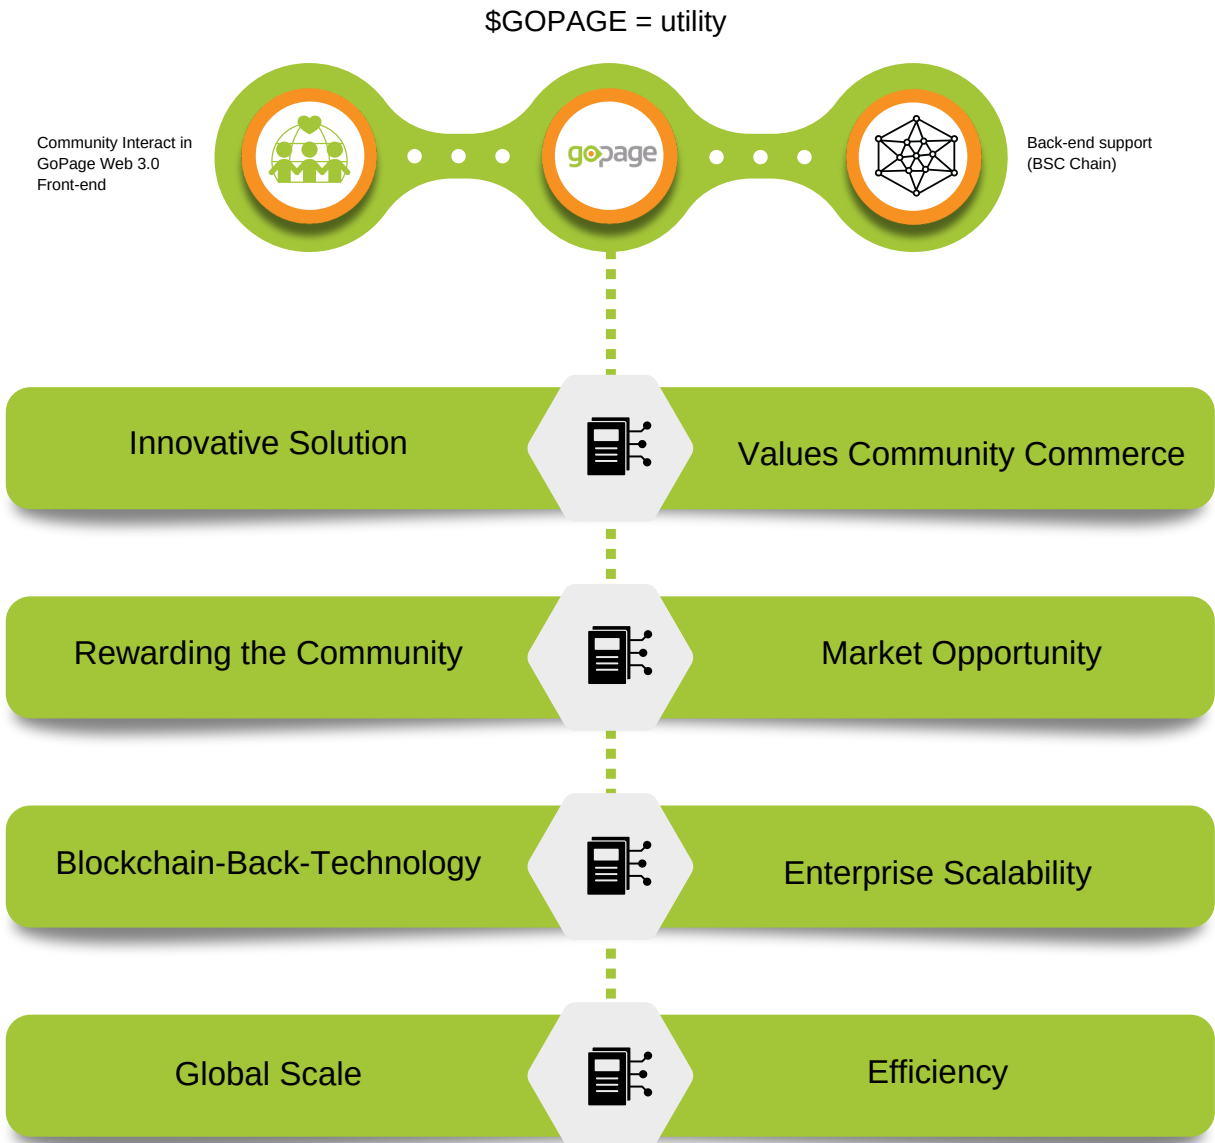 $GOPAGE = utility
Community Interact in
GoPage Web 3.0
Front-end
gopage
Back-end support
(BSC Chain)
Innovative Solution
Values Community Commerce
Rewarding the Community
Market Opportunity
Blockchain-Back-Technology
Enterprise Scalability
Global Scale
Efficiency